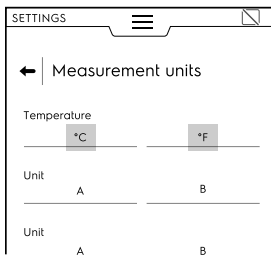 SETTINGS
Measurement units
Temperature
°C °F
Unit
A B
Unit
A B